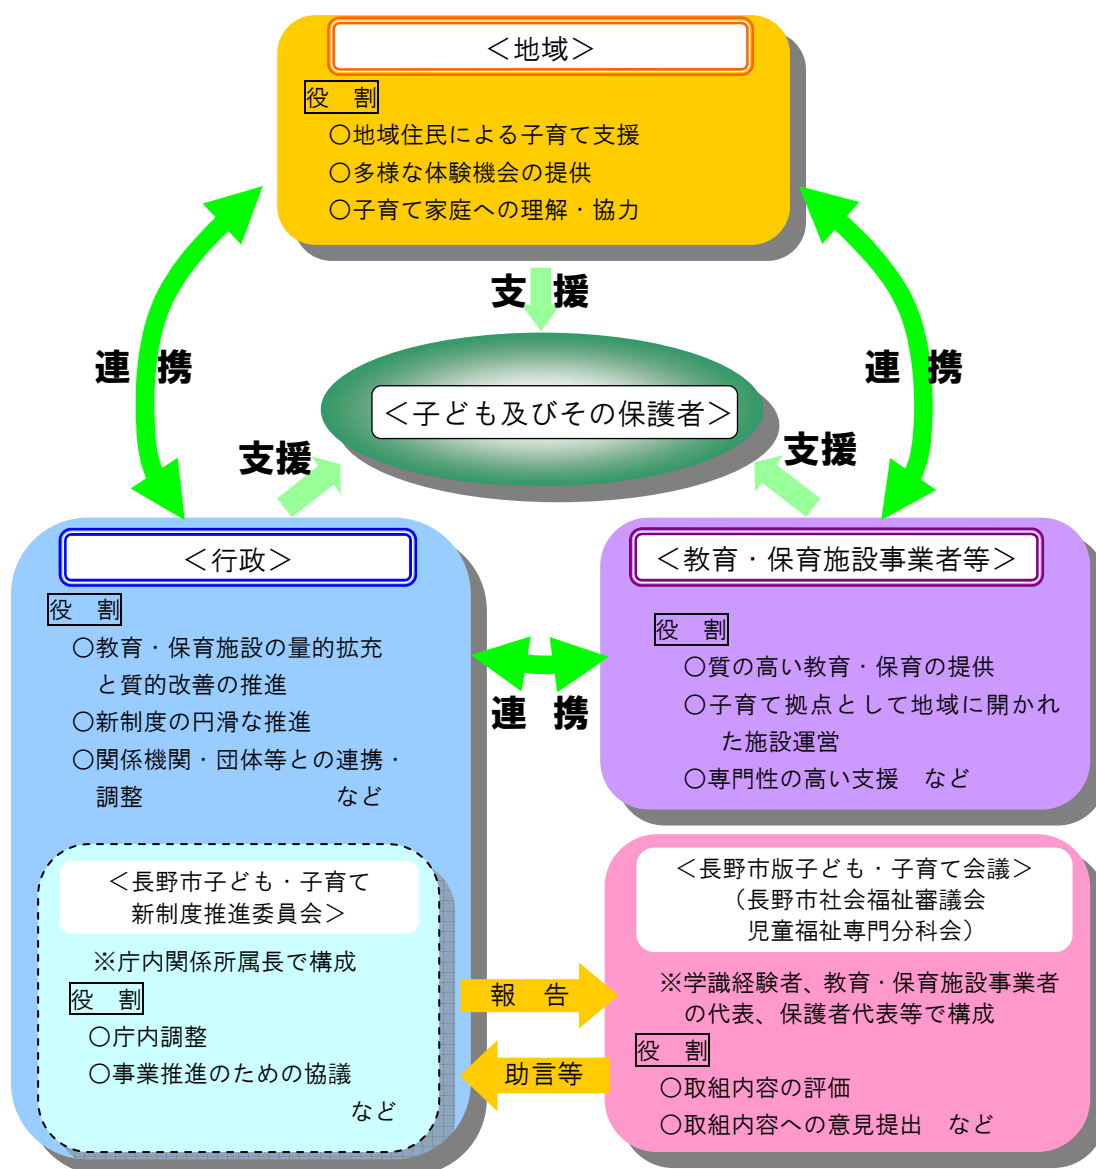 ＜地域＞
役　割
○地域住民による子育て支援
○多様な体験機会の提供
○子育て家庭への理解・協力
支　援
連　携
連　携
＜子ども及びその保護者＞
支援
支援
＜行政＞
役　割
○教育・保育施設の量的拡充
と質的改善の推進
○新制度の円滑な推進
○関係機関・団体等との連携・
調整　　　　　　　　など
連　携
＜教育・保育施設事業者等＞
役　割
○質の高い教育・保育の提供
○子育て拠点として地域に開かれ
た施設運営
○専門性の高い支援　など
＜長野市子ども・子育て
新制度推進委員会＞
※庁内関係所属長で構成
役　割
○庁内調整
○事業推進のための協議
など
報　告
助言等
＜長野市版子ども・子育て会議＞
（長野市社会福祉審議会
児童福祉専門分科会）
※学識経験者、教育・保育施設事業者
の代表、保護者代表等で構成
役　割
○取組内容の評価
○取組内容への意見提出　など